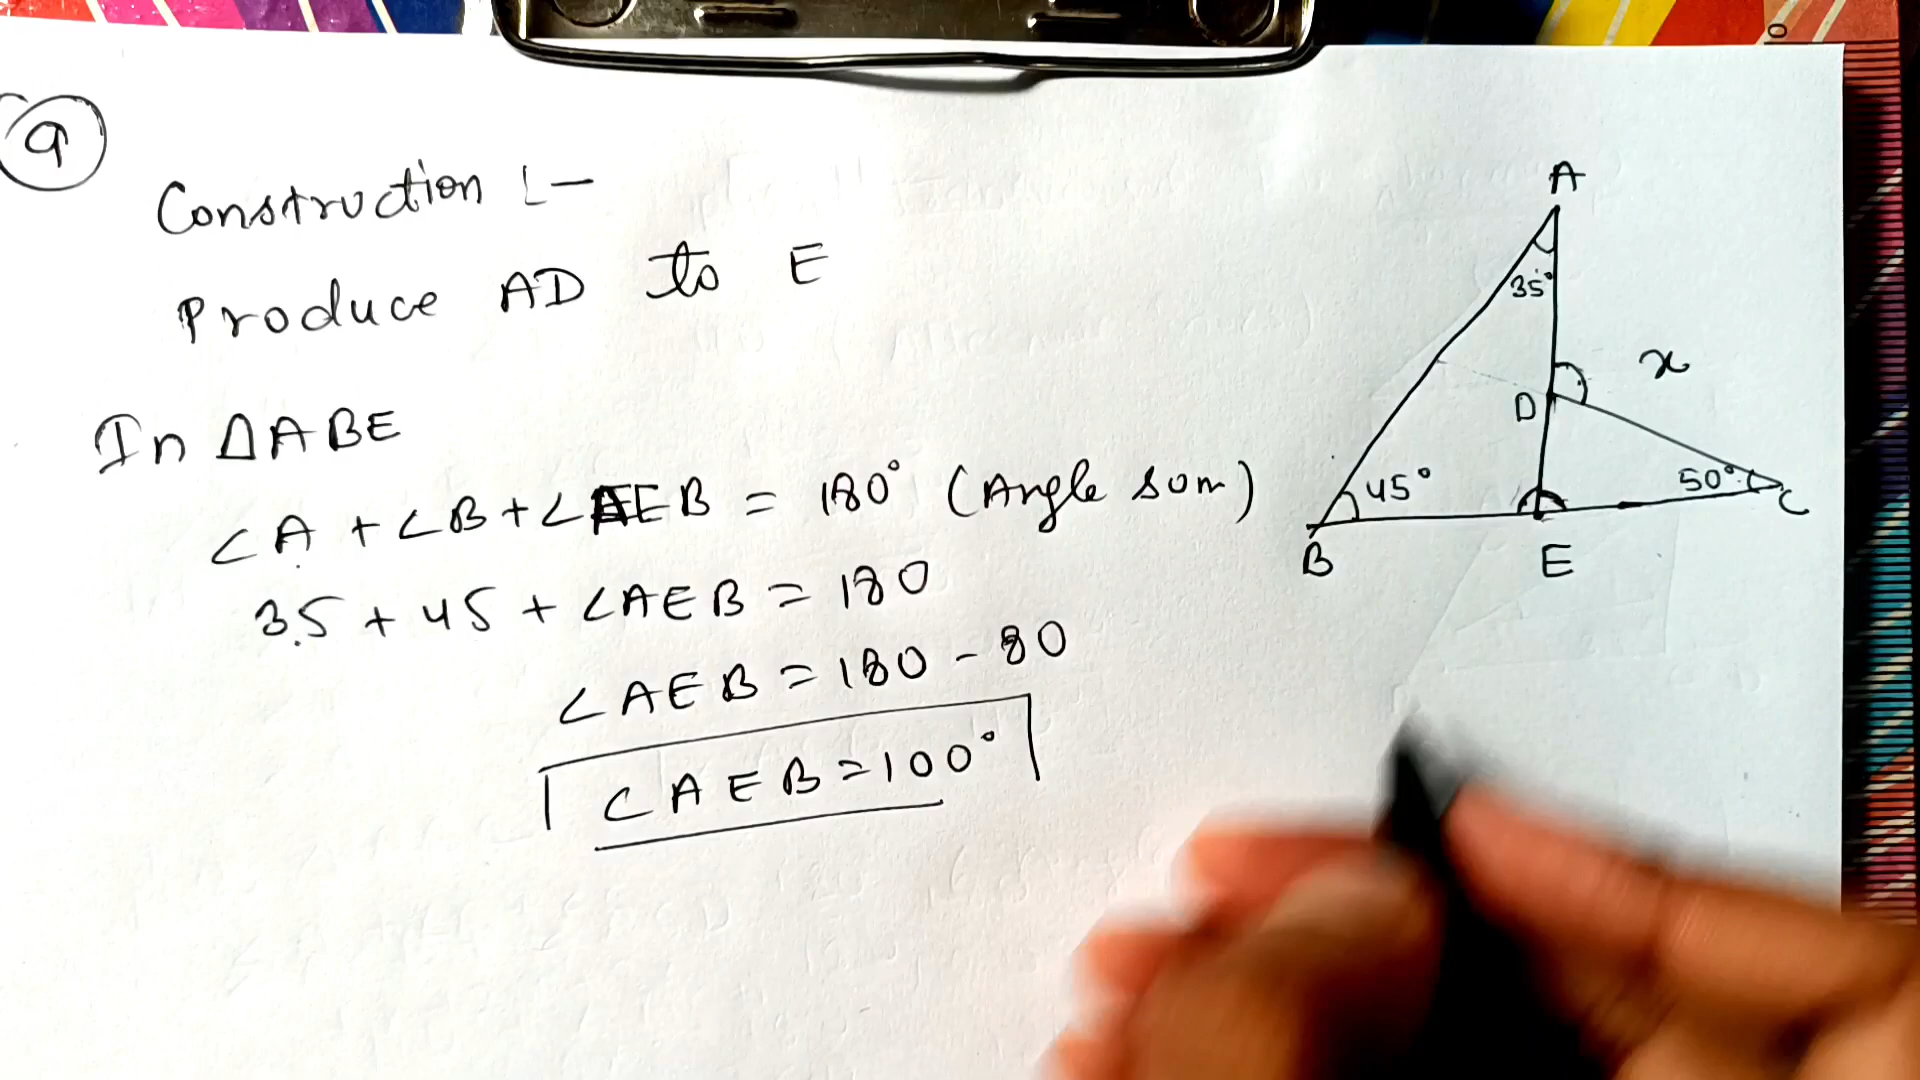 9
Construction :-
Produce AD to E
In ΔABE
∠A + ∠B + ∠AEB = 180° (Angle sum)
35 + 45 + ∠AEB = 180
∠AEB = 180 - 80
∠AEB = 100°
A
35°
x
D
45°
50°
C
B
E